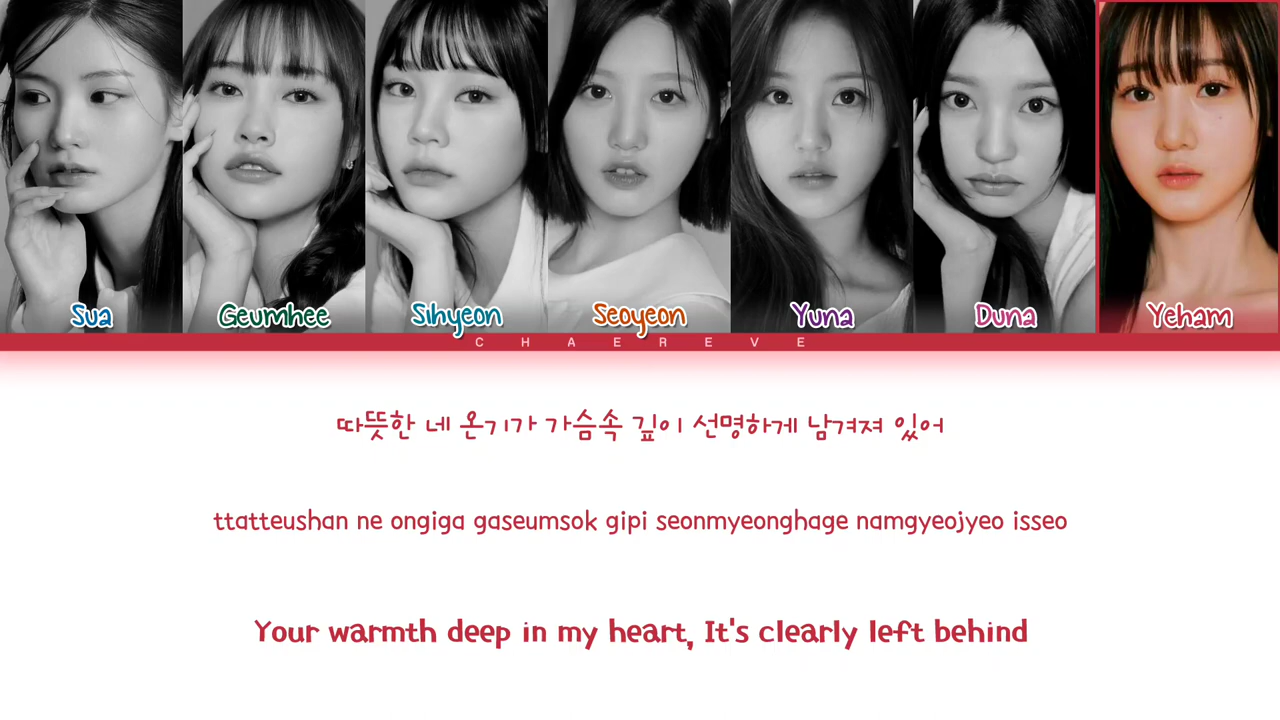 Sua Geumhee Sihyeon Seoyeon Yuna Duna Yeham
CHAEREVE
따뜻한 네 온기가 가슴속 깊이 선명하게 남겨져 있어
ttatteushan ne ongiga gaseumsok gipi seonmyeonghage namgyeojyeo isseo
Your warmth deep in my heart, It's clearly left behind